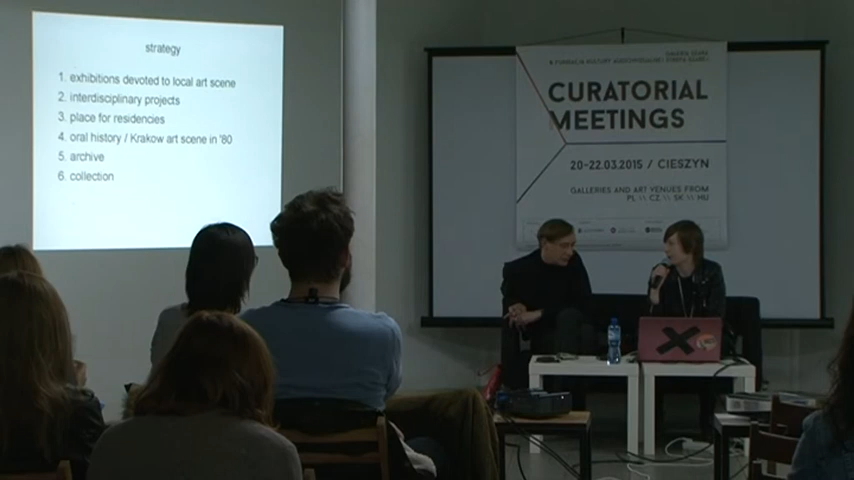 strategy
1. exhibitions devoted to local art scene
2. interdisciplinary projects
3. place for residencies
4. oral history / Krakow art scene in '80
5. archive
6. collection
CURATORIAL
MEETINGS
20-22.03.2015 / CIESZYN
GALLERIES AND ART VENUES FROM
PL \\ CZ \\ SK \\ HU